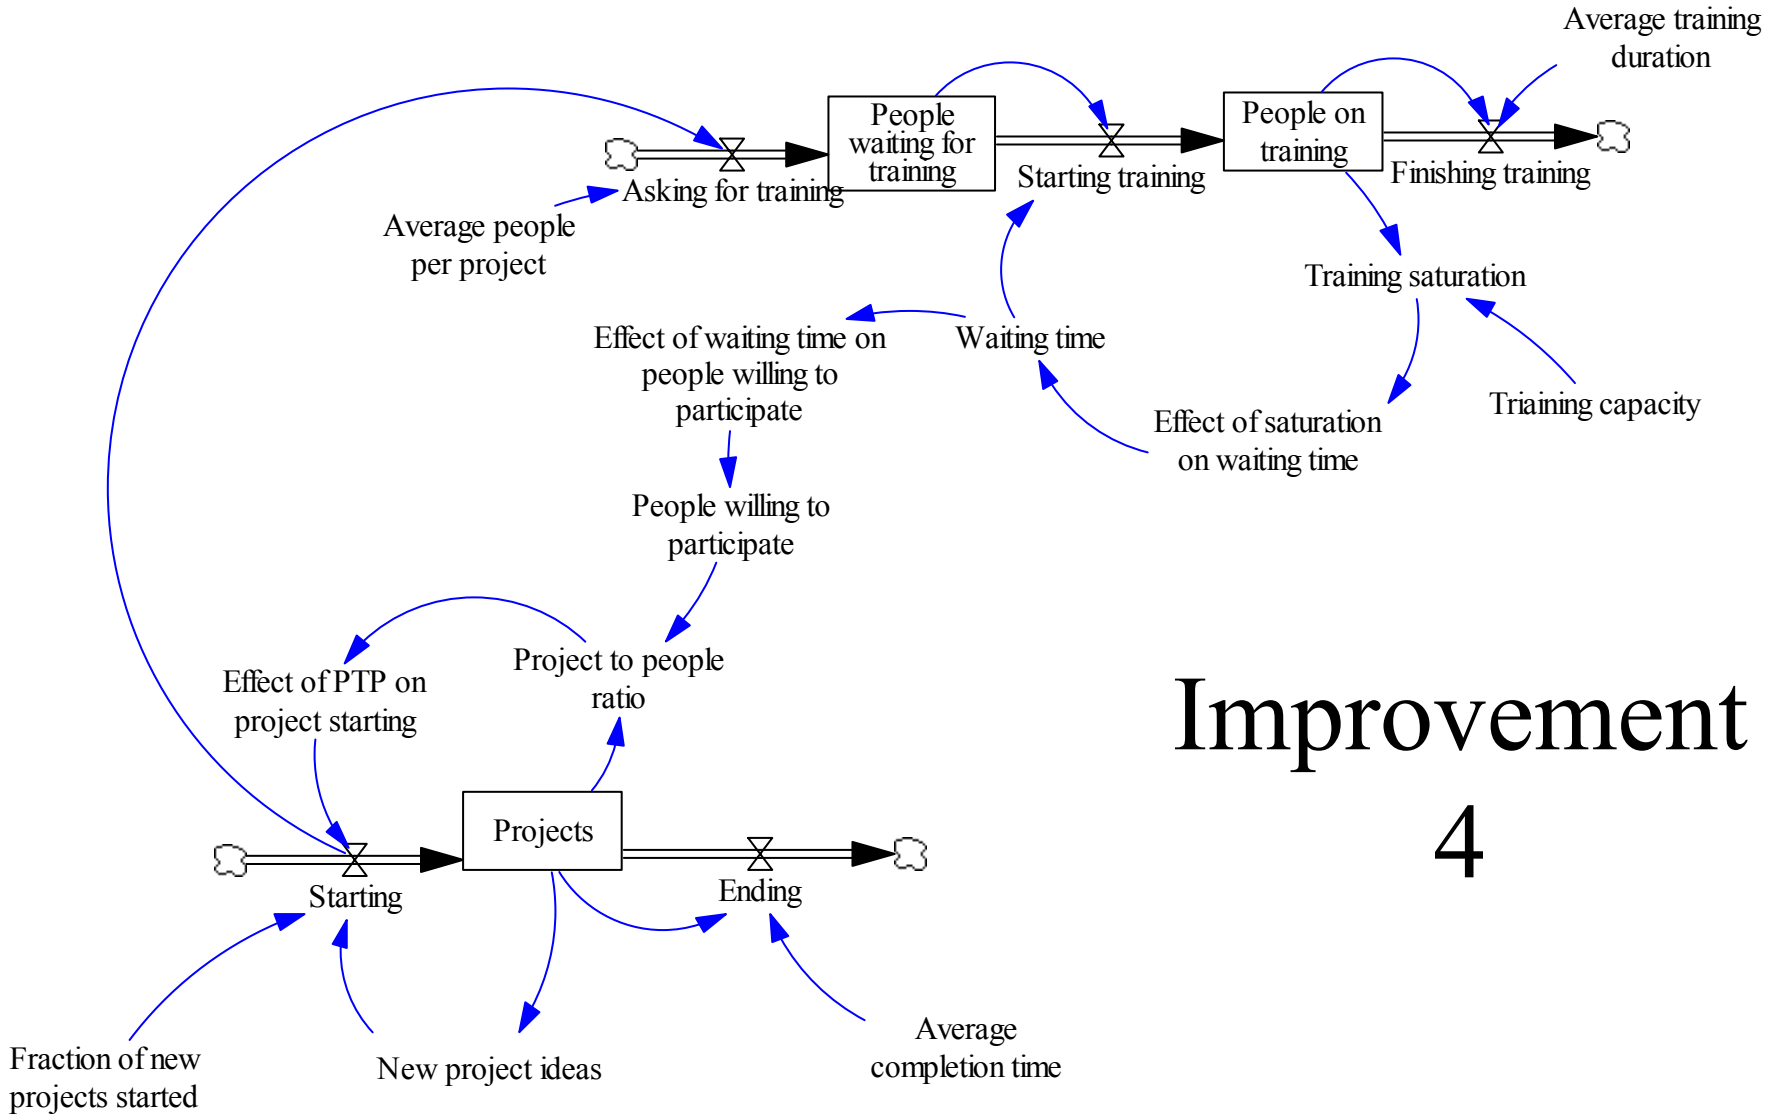 Average training
duration
People
waiting for
training
People on
training
Asking for training
Starting training
Finishing training
Average people
per project
Training saturation
Effect of waiting time on
people willing to
participate
Waiting time
Triaining capacity
Effect of saturation
on waiting time
People willing to
participate
Project to people
ratio
Effect of PTP on
project starting
Improvement
4
Projects
Starting
Ending
Fraction of new
projects started
New project ideas
Average
completion time